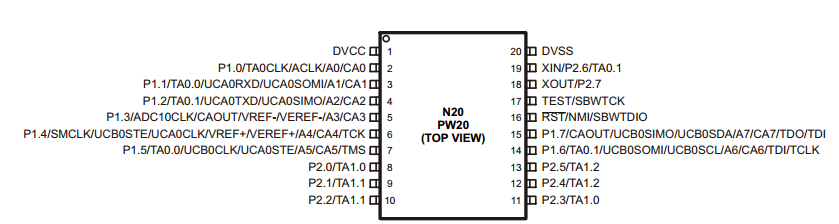 DVCC 1 20 DVSS
P1.0/TA0CLK/ACLK/A0/CA0 2 19 XIN/P2.6/TA0.1
P1.1/TA0.0/UCA0RXD/UCA0SOMI/A1/CA1 3 18 XOUT/P2.7
P1.2/TA0.1/UCA0TXD/UCA0SIMO/A2/CA2 4 17 TEST/SBWTCK
P1.3/ADC10CLK/CAOUT/VREF-/VEREF-/A3/CA3 5 16 RST/NMI/SBWTDIO
P1.4/SMCLK/UCB0STE/UCA0CLK/VREF+/VEREF+/A4/CA4/TCK 6 15 P1.7/CAOUT/UCB0SIMO/UCB0SDA/A7/CA7/TDO/TDI
P1.5/TA0.0/UCB0CLK/UCA0STE/A5/CA5/TMS 7 14 P1.6/TA0.1/UCB0SOMI/UCB0SCL/A6/CA6/TDI/TCLK
P2.0/TA1.0 8 13 P2.5/TA1.2
P2.1/TA1.1 9 12 P2.4/TA1.2
P2.2/TA1.1 10 11 P2.3/TA1.0
N20
PW20
(TOP VIEW)